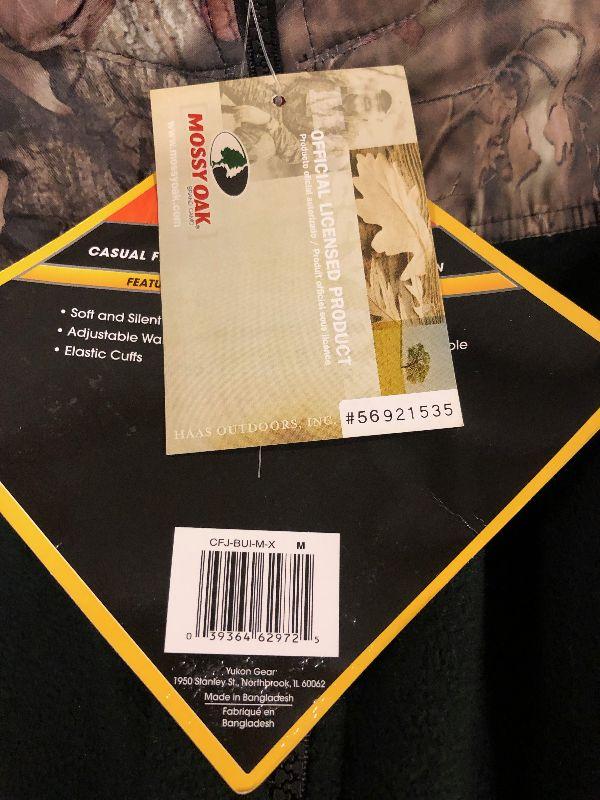 MOSSY OAK®
BRAND CAMO
www.mossyoak.com
OFFICIAL LICENSED PRODUCT
Producto oficial autorizado / Produit officiel sous licence
HAAS OUTDOORS, INC.
#56921535
CASUAL F
N
FEATU
• Soft and Silent
• Adjustable Wa
ble
• Elastic Cuffs
CFJ-BUI-M-X M
0 39364 62972 5
Yukon Gear
1950 Stanley St., Northbrook, IL 60062
Made in Bangladesh
Fabriqué en
Bangladesh